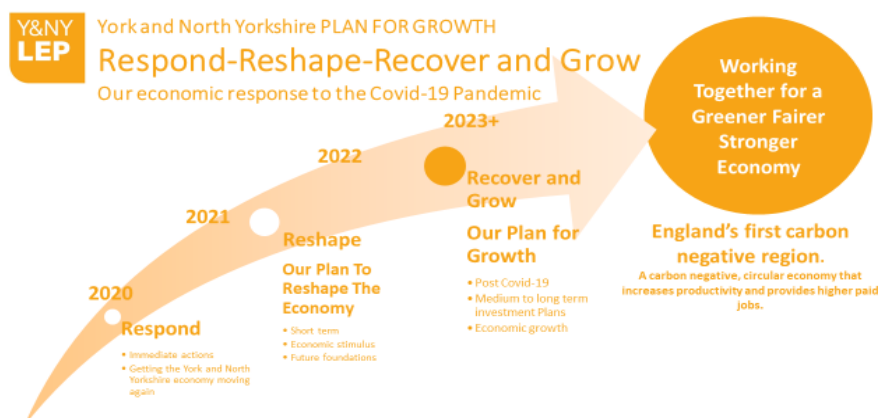 Y&NY
LEP
York and North Yorkshire PLAN FOR GROWTH
Respond-Reshape-Recover and Grow
Our economic response to the Covid-19 Pandemic
2020
Respond
• Immediate actions
• Getting the York and North
Yorkshire economy moving
again
2021
Reshape
Our Plan To
Reshape The
Economy
• Short term
• Economic stimulus
• Future foundations
2022
2023+
Recover and
Grow
Our Plan for
Growth
• Post Covid-19
• Medium to long term
investment Plans
• Economic growth
Working
Together for a
Greener Fairer
Stronger
Economy
England's first carbon
negative region.
A carbon negative, circular economy that
increases productivity and provides higher paid
jobs.